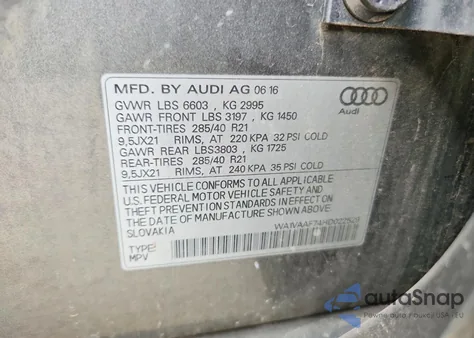 MFD. BY AUDI AG 06 16
GVWR LBS 6603 , KG 2995
GAWR FRONT LBS 3197 , KG 1450
FRONT-TIRES 285/40 R21
9,5JX21 RIMS, AT 220 KPA 32 PSI COLD
GAWR REAR LBS3803 , KG 1725
REAR-TIRES 285/40 R21
9,5JX21 RIMS, AT 240 KPA 35 PSI COLD
THIS VEHICLE CONFORMS TO ALL APPLICABLE
U.S. FEDERAL MOTOR VEHICLE SAFETY AND
THEFT PREVENTION STANDARDS IN EFFECT ON
THE DATE OF MANUFACTURE SHOWN ABOVE.
SLOVAKIA
TYPE:
MPV
Audi
autoSnap